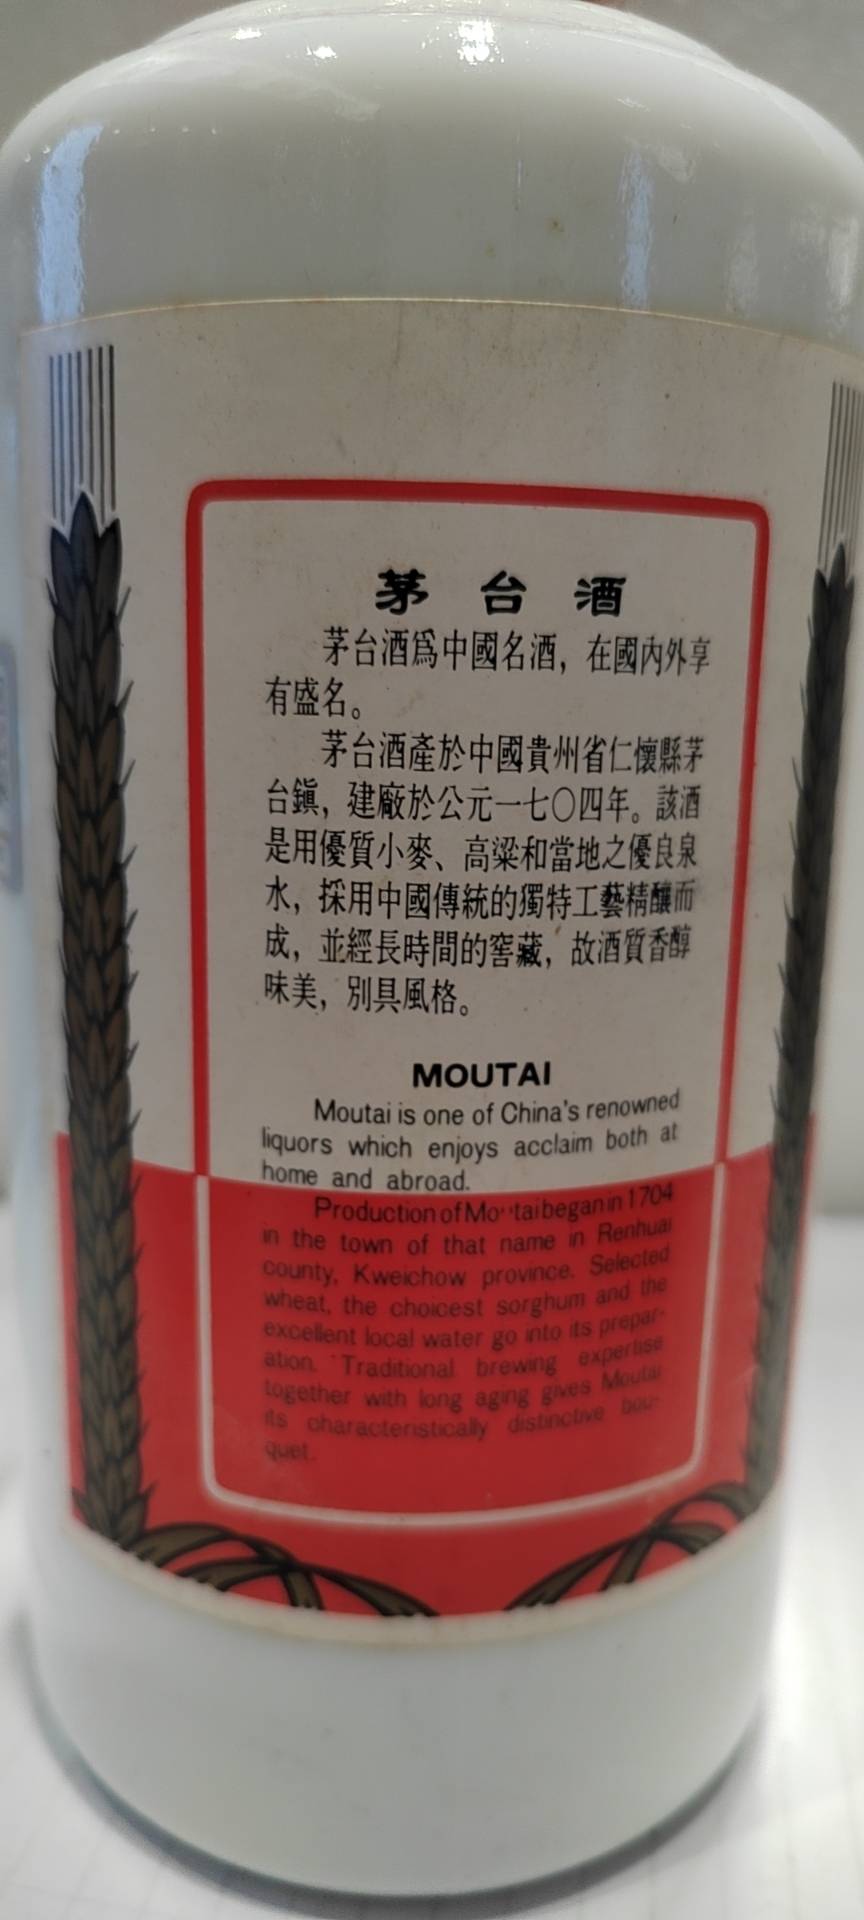 茅台酒
茅台酒爲中國名酒，在國內外享
有盛名。
茅台酒產於中國貴州省仁懷縣茅
台鎭，建廠於公元一七〇四年。該酒
是用優質小麥、高粱和當地之優良泉
水，採用中國傳統的獨特工藝精釀而
成，並經長時間的窖藏，故酒質香醇
味美，別具風格。
MOUTAI
Moutai is one of China's renowned
liquors which enjoys acclaim both at
home and abroad.
Production of Moutai began in 1704
in the town of that name in Renhuai
county, Kweichow province. Selected
wheat, the choicest sorghum and the
excellent local water go into its prepar-
ation. Traditional brewing expertise
together with long aging gives Moutai
its characteristically distinctive bou-
quet.